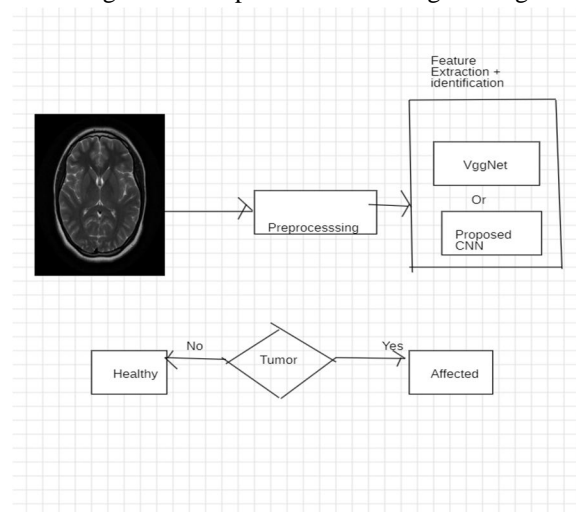 Feature
Extraction +
identification
VggNet
Or
Proposed
CNN
Preprocesssing
No
Yes
Healthy
Tumor
Affected